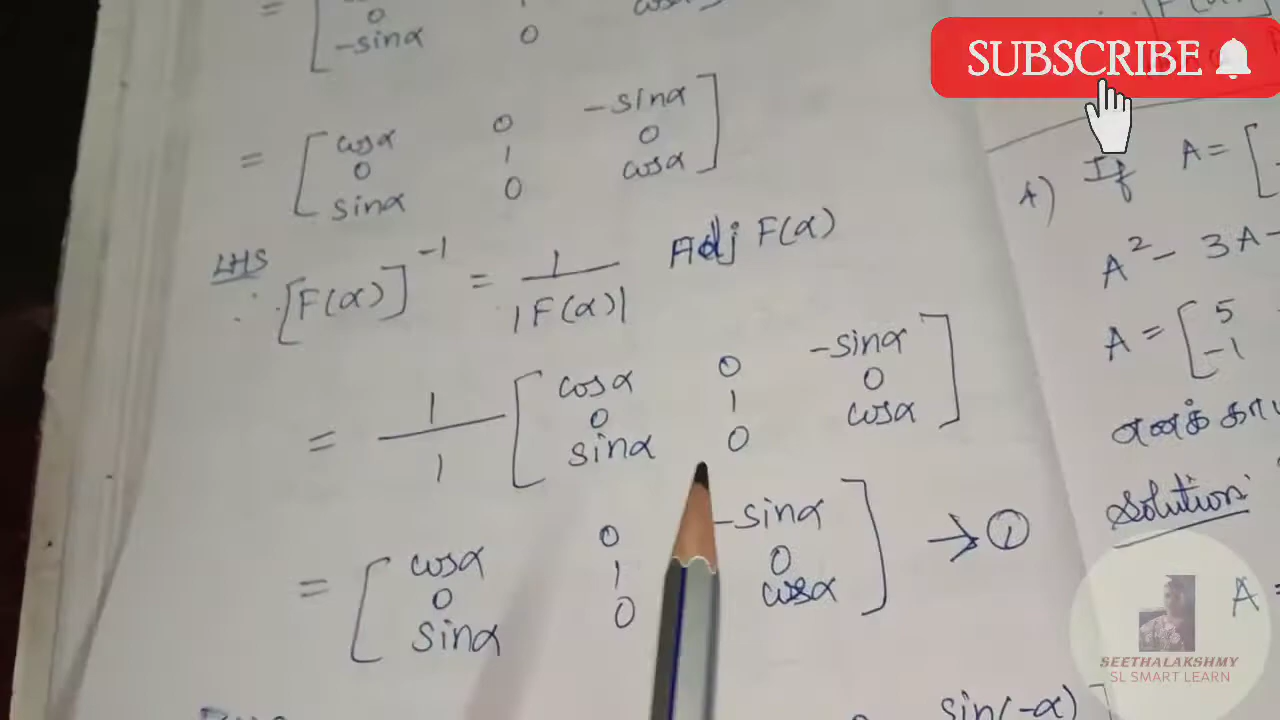 = [ 0
-sinα 0 cosα ]
= [ cosα 0 -sinα
0 1 0
sinα 0 cosα ]
LHS
∴ [F(α)]⁻¹ = 1 / |F(α)| Adj F(α)
= 1/1 [ cosα 0 -sinα
0 1 0
sinα 0 cosα ]
= [ cosα 0 -sinα
0 1 0
sinα 0 cosα ] → ①
sin(-α) ]
SUBSCRIBE
4) If A = [
A² - 3A -
A = [ 5
-1
எனக்
Solution:
A =
SEETHALAKSHMY
SL SMART LEARN